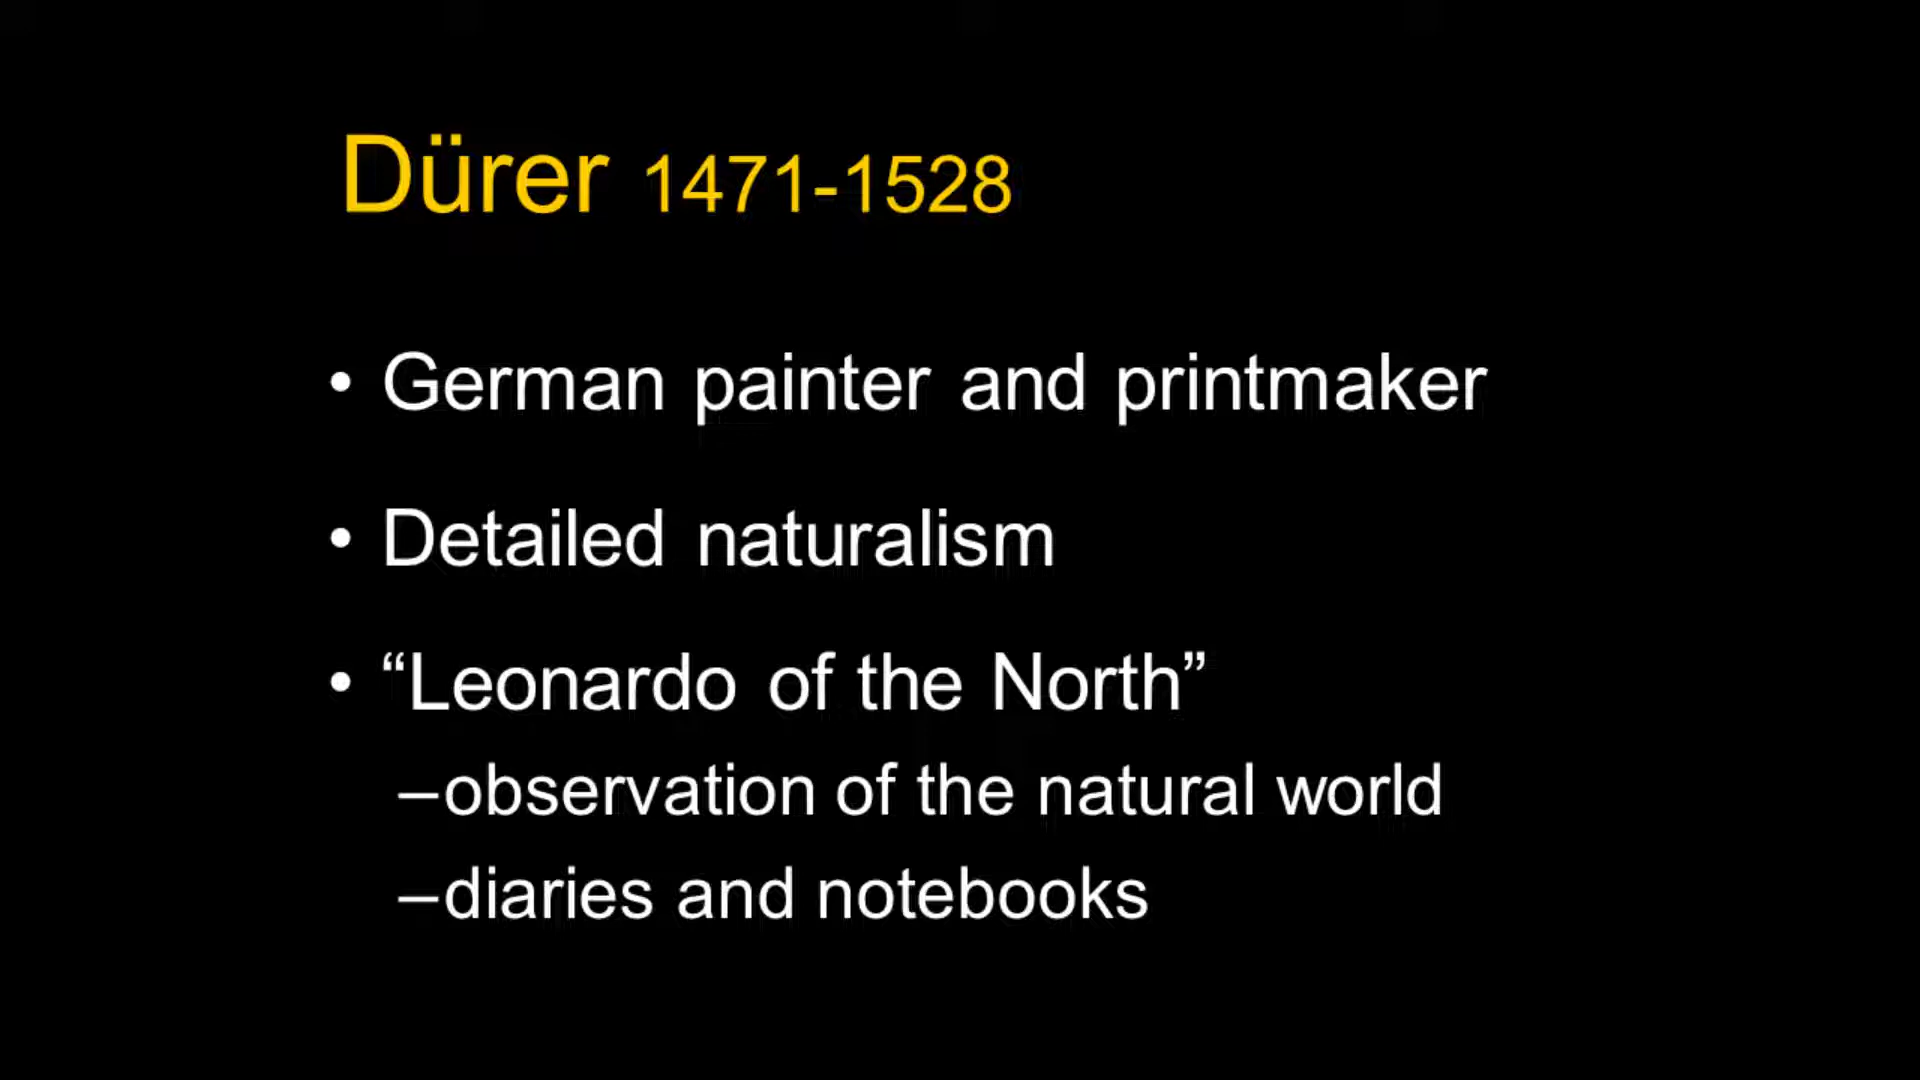 Dürer 1471-1528
• German painter and printmaker
• Detailed naturalism
• “Leonardo of the North”
–observation of the natural world
–diaries and notebooks